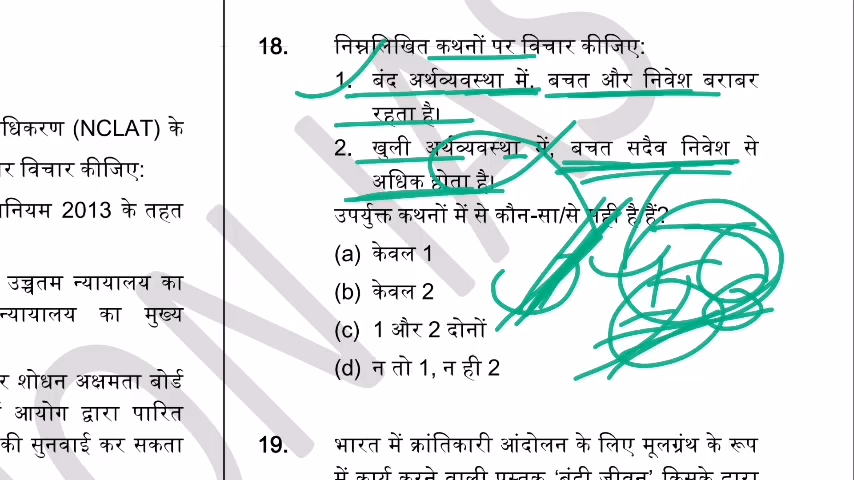 धिकरण (NCLAT) के
र विचार कीजिए:
नियम 2013 के तहत
उच्चतम न्यायालय का
न्यायालय का मुख्य
र शोधन अक्षमता बोर्ड
आयोग द्वारा पारित
की सुनवाई कर सकता
18. निम्नलिखित कथनों पर विचार कीजिए:
1. बंद अर्थव्यवस्था में, बचत और निवेश बराबर
रहता है।
2. खुली अर्थव्यवस्था में, बचत सदैव निवेश से
अधिक होता है।
उपर्युक्त कथनों में से कौन-सा/से सही है/हैं?
(a) केवल 1
(b) केवल 2
(c) 1 और 2 दोनों
(d) न तो 1, न ही 2
19. भारत में क्रांतिकारी आंदोलन के लिए मूलग्रंथ के रूप
में कार्य करने वाली पुस्तक 'बंदी जीवन' किसके द्वारा